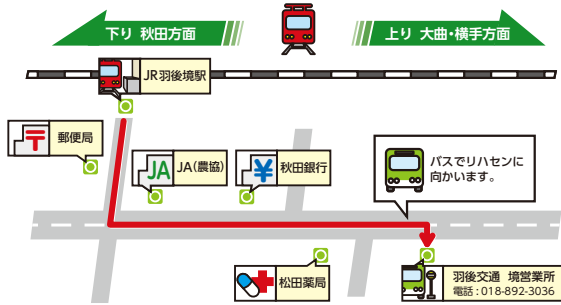 下り 秋田方面
上り 大曲・横手方面
JR羽後境駅
〒
郵便局
JA
JA(農協)
¥
秋田銀行
バスでリハセンに
向かいます。
松田薬局
羽後交通 境営業所
電話:018-892-3036